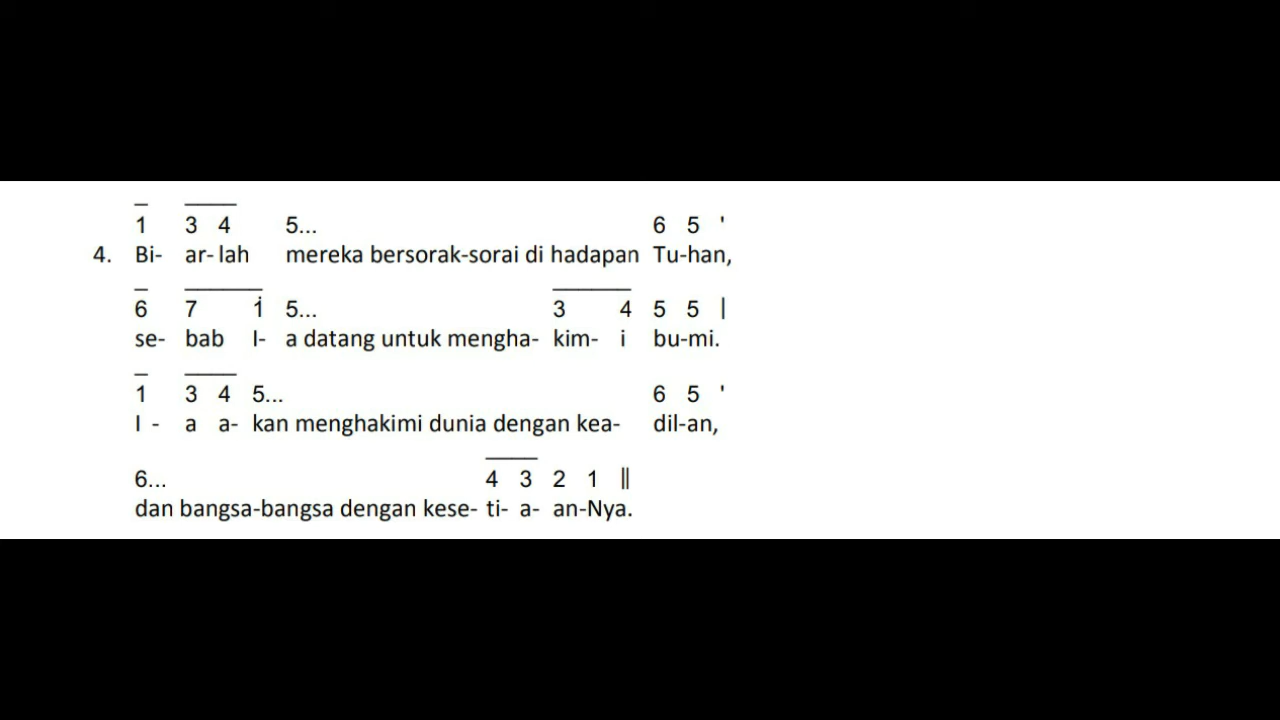 1 3 4 5... 6 5 '
4. Bi- ar- lah mereka bersorak-sorai di hadapan Tu-han,
6 7 1̇ 5... 3 4 5 5 |
se- bab I- a datang untuk mengha- kim- i bu-mi.
1 3 4 5... 6 5 '
I - a a- kan menghakimi dunia dengan kea- dil-an,
6... 4 3 2 1 ||
dan bangsa-bangsa dengan kese- ti- a- an-Nya.